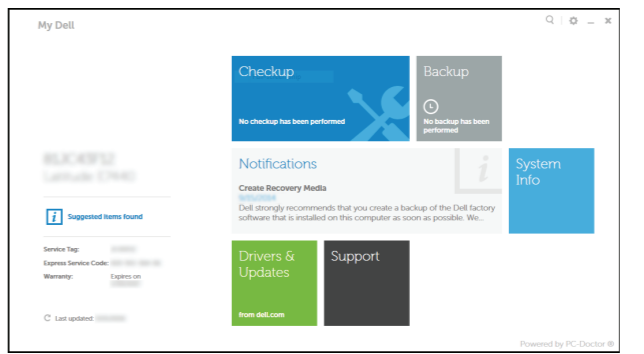 My Dell
Checkup
No checkup has been performed
Backup
No backup has been
performed
Notifications
Create Recovery Media
Dell strongly recommends that you create a backup of the Dell factory
software that is installed on this computer as soon as possible. We...
System
Info
Suggested items found
Service Tag:
Express Service Code:
Warranty: Expires on
Last updated:
Drivers &
Updates
from dell.com
Support
Powered by PC-Doctor